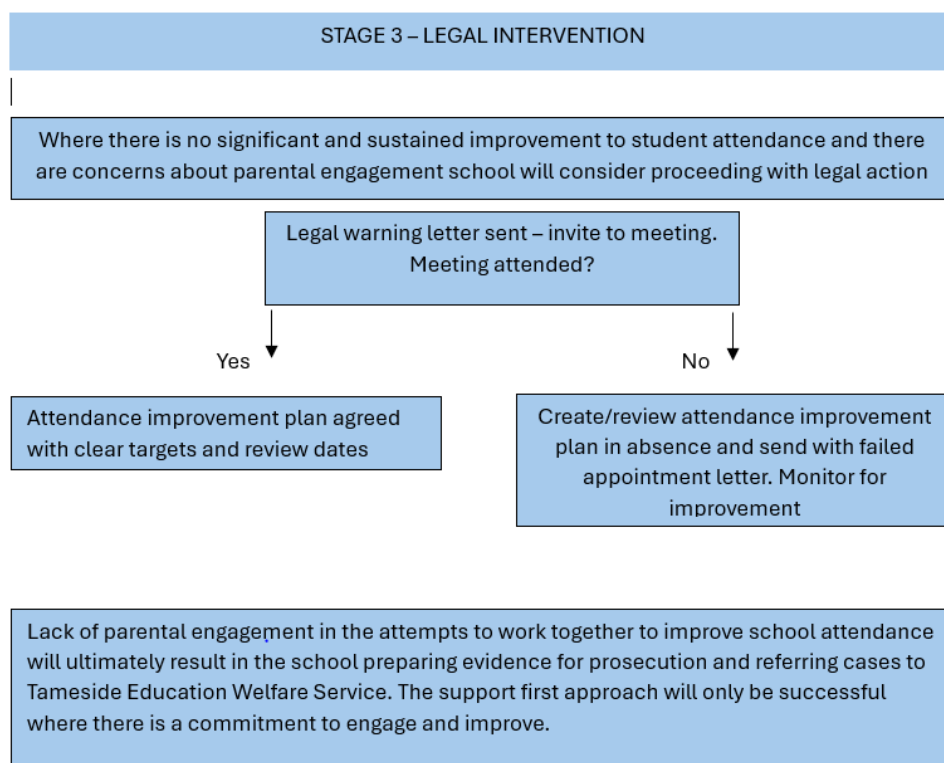 STAGE 3 – LEGAL INTERVENTION
Where there is no significant and sustained improvement to student attendance and there
are concerns about parental engagement school will consider proceeding with legal action
Legal warning letter sent – invite to meeting.
Meeting attended?
Yes
No
Attendance improvement plan agreed
with clear targets and review dates
Create/review attendance improvement
plan in absence and send with failed
appointment letter. Monitor for
improvement
Lack of parental engagement in the attempts to work together to improve school attendance
will ultimately result in the school preparing evidence for prosecution and referring cases to
Tameside Education Welfare Service. The support first approach will only be successful
where there is a commitment to engage and improve.